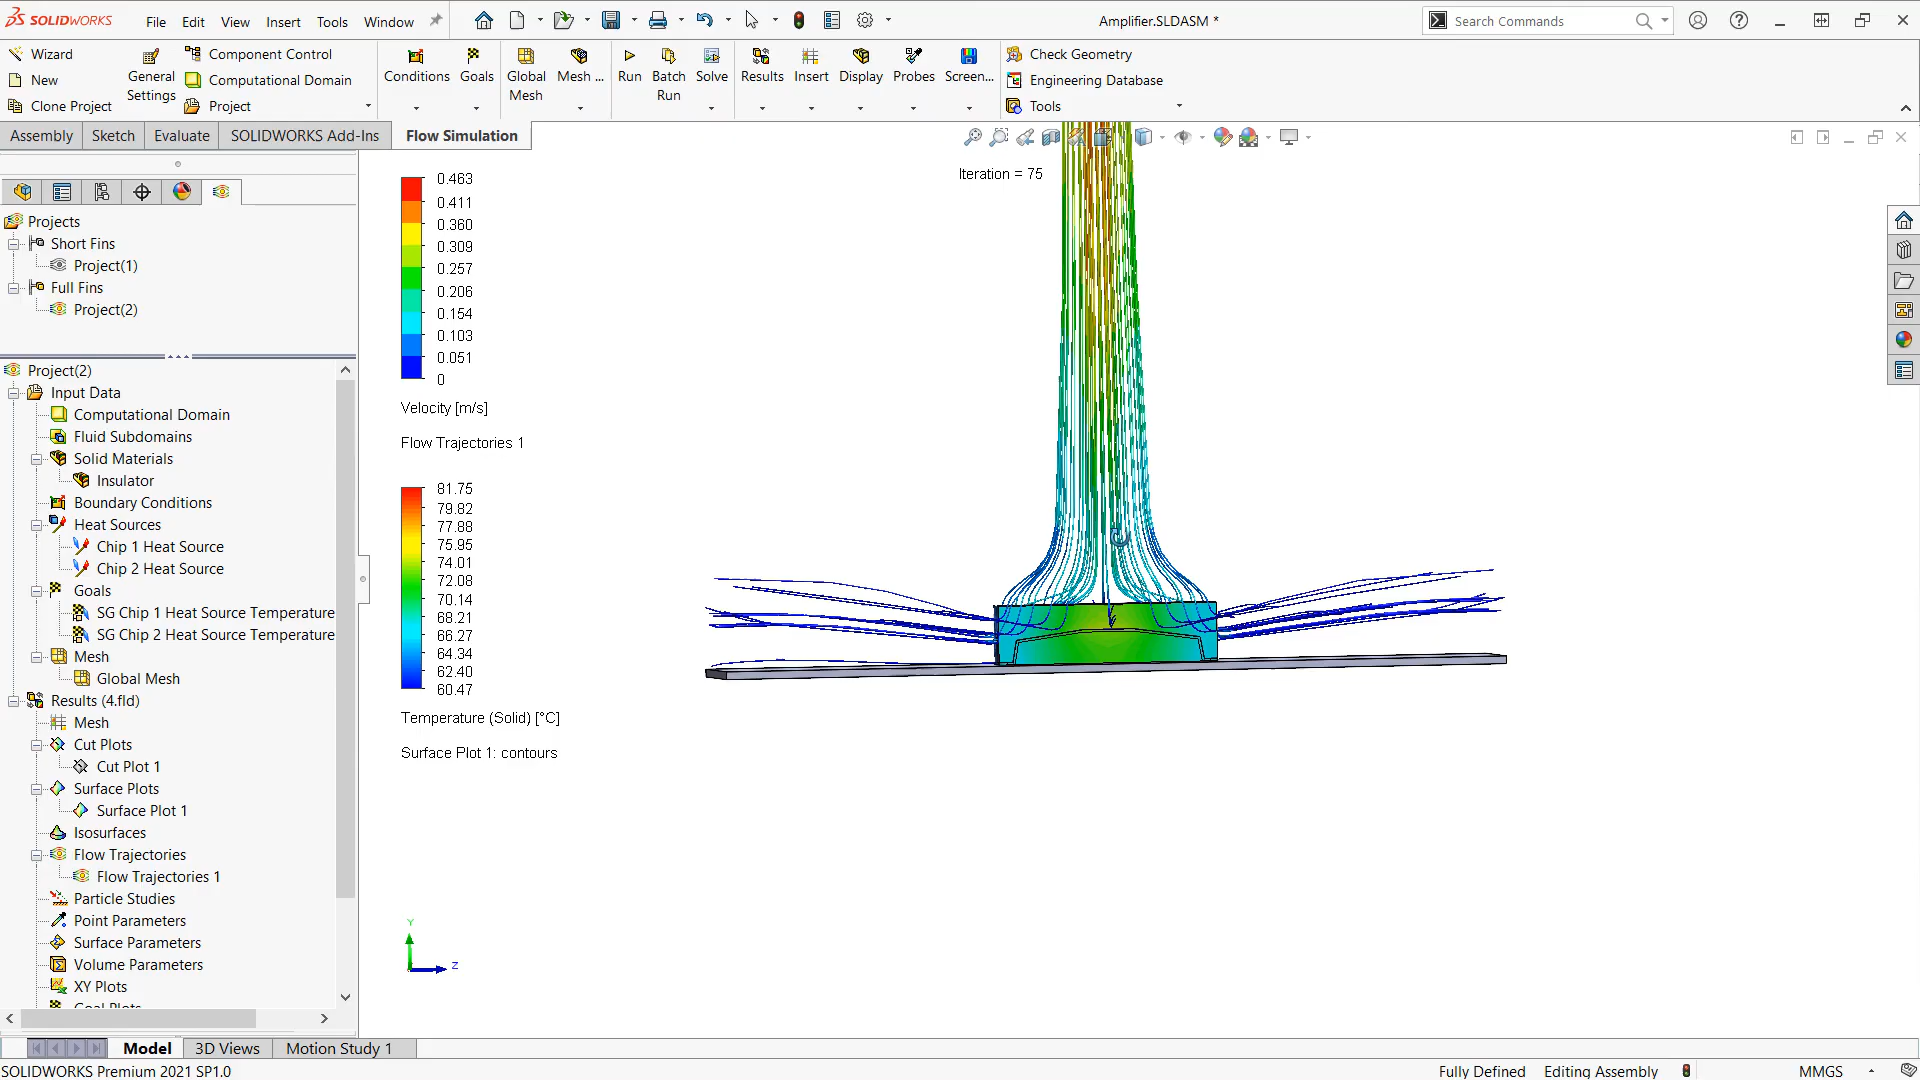 SOLIDWORKS File Edit View Insert Tools Window Amplifier.SLDASM * Search Commands
Wizard
New
Clone Project
General Settings
Component Control
Computational Domain
Project
Conditions Goals Global Mesh Mesh ... Run Batch Run Solve Results Insert Display Probes Screen...
Check Geometry
Engineering Database
Tools
Assembly Sketch Evaluate SOLIDWORKS Add-Ins Flow Simulation
Projects
Short Fins
Project(1)
Full Fins
Project(2)
Project(2)
Input Data
Computational Domain
Fluid Subdomains
Solid Materials
Insulator
Boundary Conditions
Heat Sources
Chip 1 Heat Source
Chip 2 Heat Source
Goals
SG Chip 1 Heat Source Temperature
SG Chip 2 Heat Source Temperature
Mesh
Global Mesh
Results (4.fld)
Mesh
Cut Plots
Cut Plot 1
Surface Plots
Surface Plot 1
Isosurfaces
Flow Trajectories
Flow Trajectories 1
Particle Studies
Point Parameters
Surface Parameters
Volume Parameters
XY Plots
Goal Plots
0.463
0.411
0.360
0.309
0.257
0.206
0.154
0.103
0.051
0
Velocity [m/s]
Flow Trajectories 1
81.75
79.82
77.88
75.95
74.01
72.08
70.14
68.21
66.27
64.34
62.40
60.47
Temperature (Solid) [°C]
Surface Plot 1: contours
Iteration = 75
Y
Z
Model 3D Views Motion Study 1
SOLIDWORKS Premium 2021 SP1.0 Fully Defined Editing Assembly MMGS